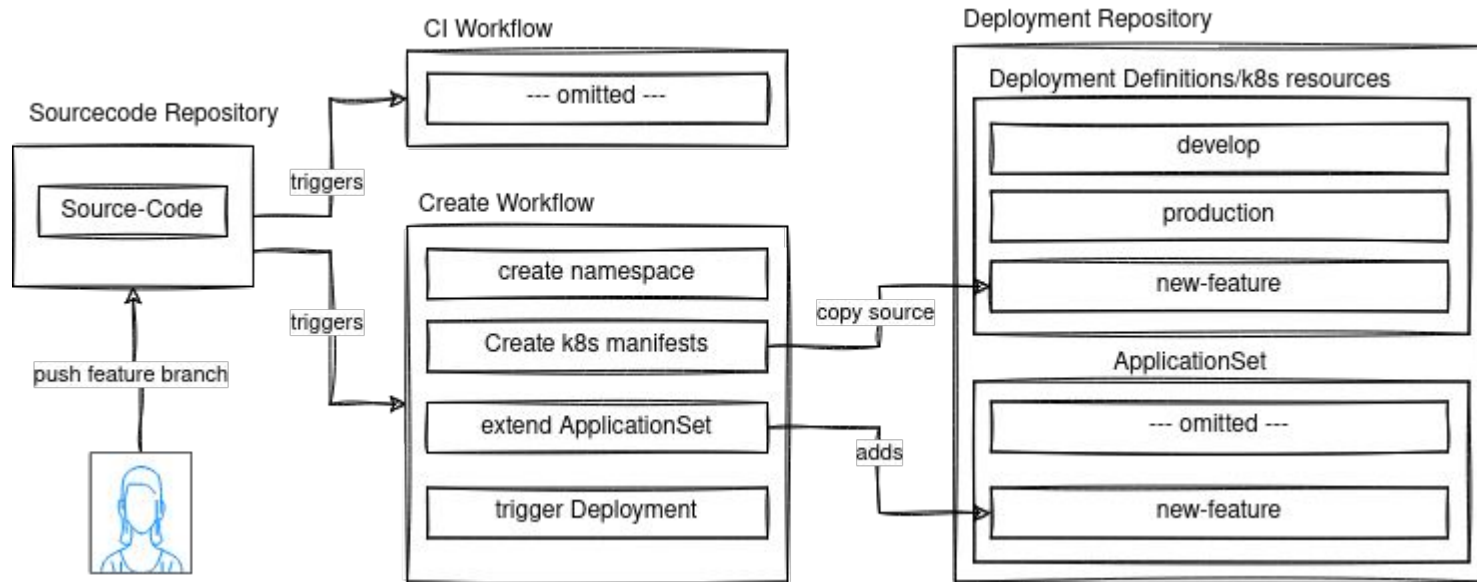 Sourcecode Repository
Source-Code
push feature branch
triggers
triggers
CI Workflow
--- omitted ---
Create Workflow
create namespace
Create k8s manifests
extend ApplicationSet
trigger Deployment
copy source
adds
Deployment Repository
Deployment Definitions/k8s resources
develop
production
new-feature
ApplicationSet
--- omitted ---
new-feature